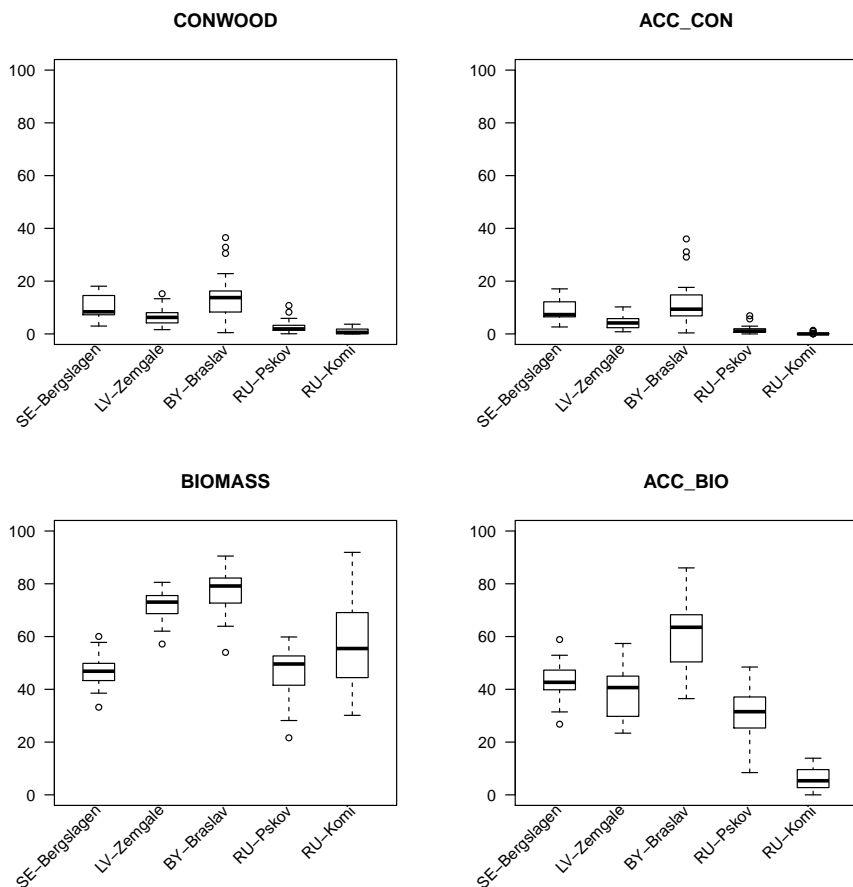 CONWOOD
100
80
60
40
20
0
SE−Bergslagen
LV−Zemgale
BY−Braslav
RU−Pskov
RU−Komi
ACC_CON
100
80
60
40
20
0
SE−Bergslagen
LV−Zemgale
BY−Braslav
RU−Pskov
RU−Komi
BIOMASS
100
80
60
40
20
0
SE−Bergslagen
LV−Zemgale
BY−Braslav
RU−Pskov
RU−Komi
ACC_BIO
100
80
60
40
20
0
SE−Bergslagen
LV−Zemgale
BY−Braslav
RU−Pskov
RU−Komi